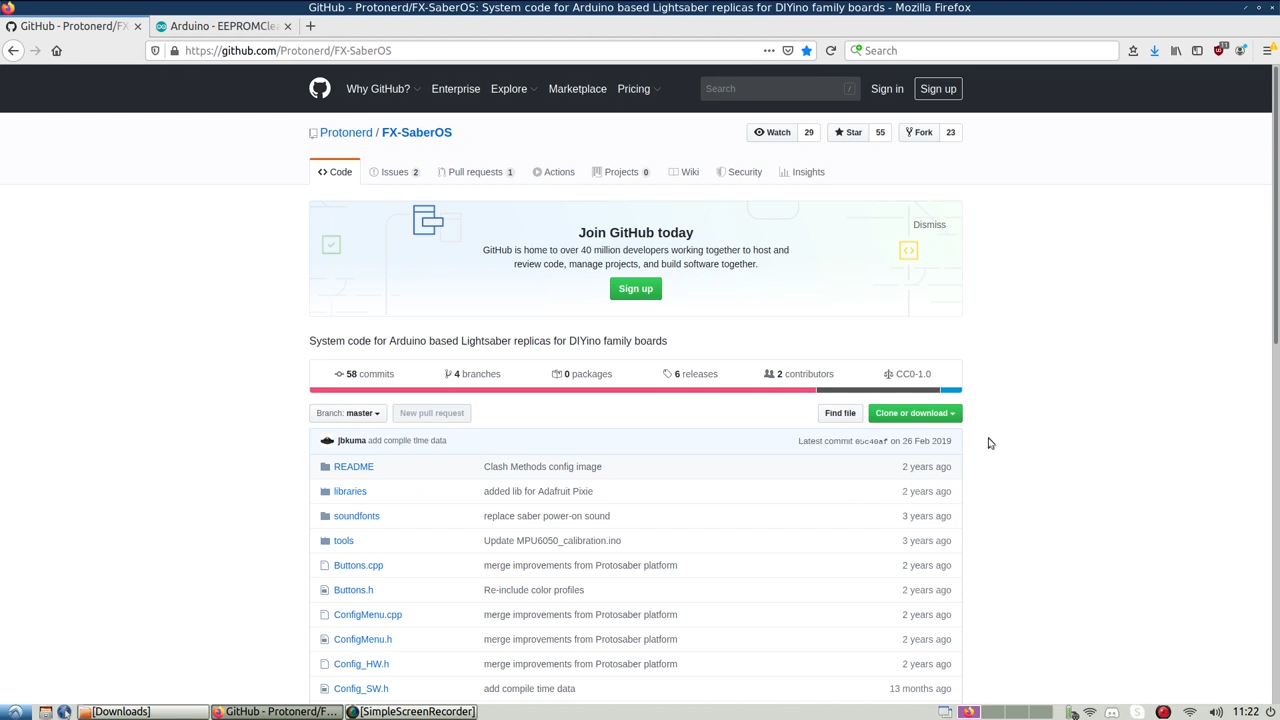 GitHub - Protonerd/FX-SaberOS: System code for Arduino based Lightsaber replicas for DIYino family boards - Mozilla Firefox
GitHub - Protonerd/FX
Arduino - EEPROMClea
https://github.com/Protonerd/FX-SaberOS
Search
11
Why GitHub?
Enterprise
Explore
Marketplace
Pricing
Search
/
Sign in
Sign up
Protonerd / FX-SaberOS
Watch 29
Star 55
Fork 23
Code
Issues 2
Pull requests 1
Actions
Projects 0
Wiki
Security
Insights
Join GitHub today
Dismiss
GitHub is home to over 40 million developers working together to host and
review code, manage projects, and build software together.
Sign up
System code for Arduino based Lightsaber replicas for DIYino family boards
58 commits
4 branches
0 packages
6 releases
2 contributors
CC0-1.0
Branch: master
New pull request
Find file
Clone or download
jbkuma add compile time data
Latest commit on 26 Feb 2019
README Clash Methods config image 2 years ago
libraries added lib for Adafruit Pixie 2 years ago
soundfonts replace saber power-on sound 3 years ago
tools Update MPU6050_calibration.ino 3 years ago
Buttons.cpp merge improvements from Protosaber platform 2 years ago
Buttons.h Re-include color profiles 2 years ago
ConfigMenu.cpp merge improvements from Protosaber platform 2 years ago
ConfigMenu.h merge improvements from Protosaber platform 2 years ago
Config_HW.h merge improvements from Protosaber platform 2 years ago
Config_SW.h add compile time data 13 months ago
[Downloads]
GitHub - Protonerd/F...
[SimpleScreenRecorder]
11:22